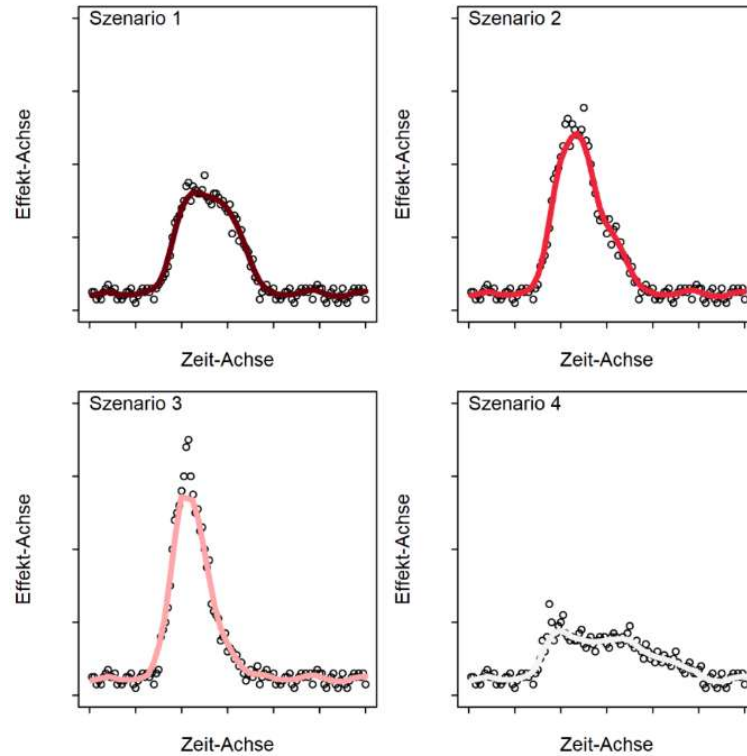 Szenario 1
Effekt-Achse
Zeit-Achse
Szenario 2
Effekt-Achse
Zeit-Achse
Szenario 3
Effekt-Achse
Zeit-Achse
Szenario 4
Effekt-Achse
Zeit-Achse